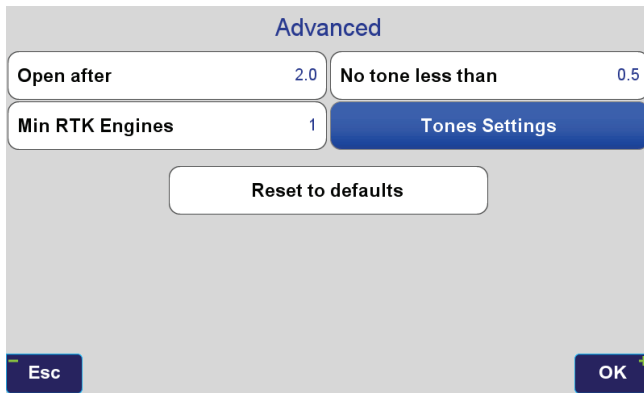 Advanced
Open after 2.0 No tone less than 0.5
Min RTK Engines 1 Tones Settings
Reset to defaults
- Esc OK +